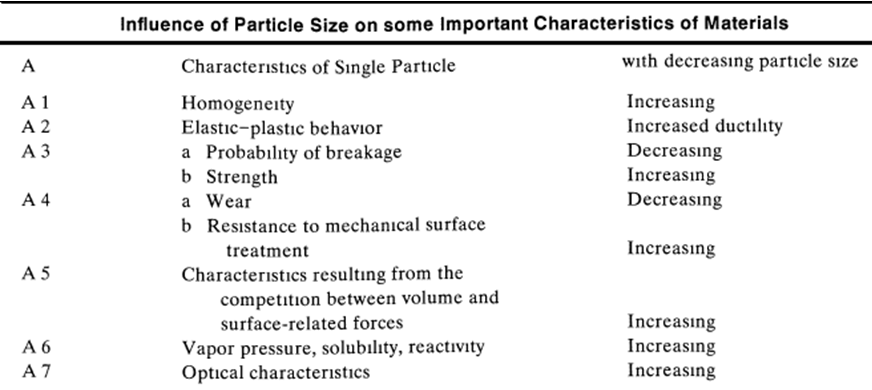 Influence of Particle Size on some Important Characteristics of Materials
A Characteristics of Single Particle with decreasing particle size
A 1 Homogeneity Increasing
A 2 Elastic–plastic behavior Increased ductility
A 3 a Probability of breakage Decreasing
b Strength Increasing
A 4 a Wear Decreasing
b Resistance to mechanical surface
treatment Increasing
A 5 Characteristics resulting from the
competition between volume and
surface-related forces Increasing
A 6 Vapor pressure, solubility, reactivity Increasing
A 7 Optical characteristics Increasing